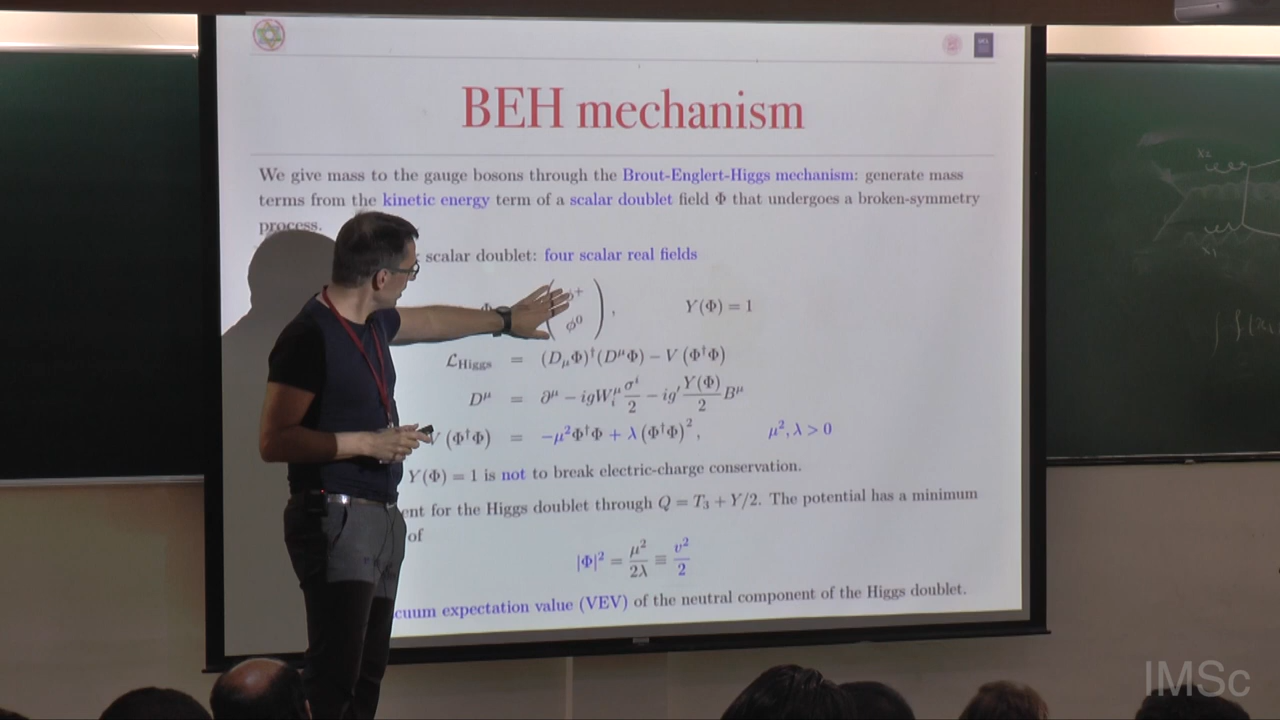 BEH mechanism
We give mass to the gauge bosons through the Brout-Englert-Higgs mechanism: generate mass
terms from the kinetic energy term of a scalar doublet field Φ that undergoes a broken-symmetry
process.
scalar doublet: four scalar real fields
( ϕ⁺ ϕ⁰ ) , Y(Φ) = 1
ℒ_Higgs = (D_μΦ)†(D^μΦ) − V (Φ†Φ)
D^μ = ∂^μ − igW_i^μ σ^i/2 − ig′ Y(Φ)/2 B^μ
V (Φ†Φ) = −μ²Φ†Φ + λ (Φ†Φ)², μ², λ > 0
Y(Φ) = 1 is not to break electric-charge conservation.
for the Higgs doublet through Q = T₃ + Y/2. The potential has a minimum
of
|Φ|² = μ²/2λ ≡ v²/2
expectation value (VEV) of the neutral component of the Higgs doublet.
IMSc